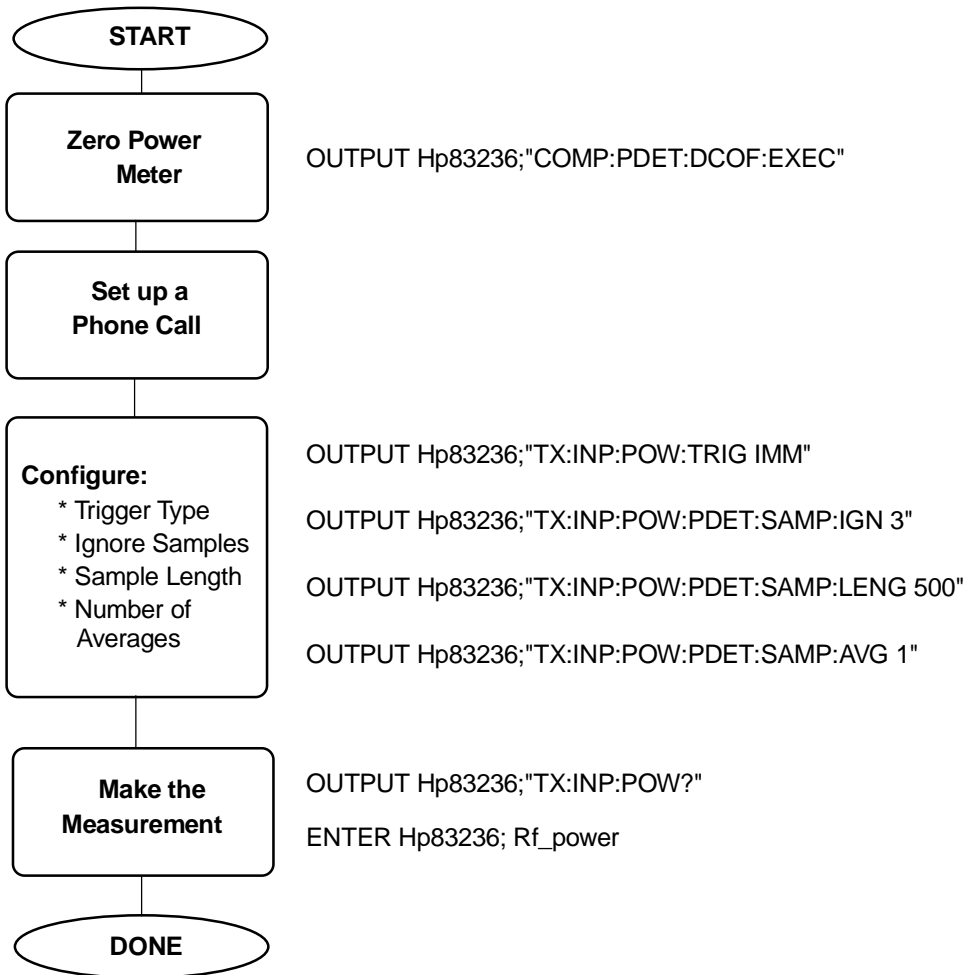 START
Zero Power
Meter
OUTPUT Hp83236;"COMP:PDET:DCOF:EXEC"
Set up a
Phone Call
Configure:
* Trigger Type
* Ignore Samples
* Sample Length
* Number of
Averages
OUTPUT Hp83236;"TX:INP:POW:TRIG IMM"
OUTPUT Hp83236;"TX:INP:POW:PDET:SAMP:IGN 3"
OUTPUT Hp83236;"TX:INP:POW:PDET:SAMP:LENG 500"
OUTPUT Hp83236;"TX:INP:POW:PDET:SAMP:AVG 1"
Make the
Measurement
OUTPUT Hp83236;"TX:INP:POW?"
ENTER Hp83236; Rf_power
DONE